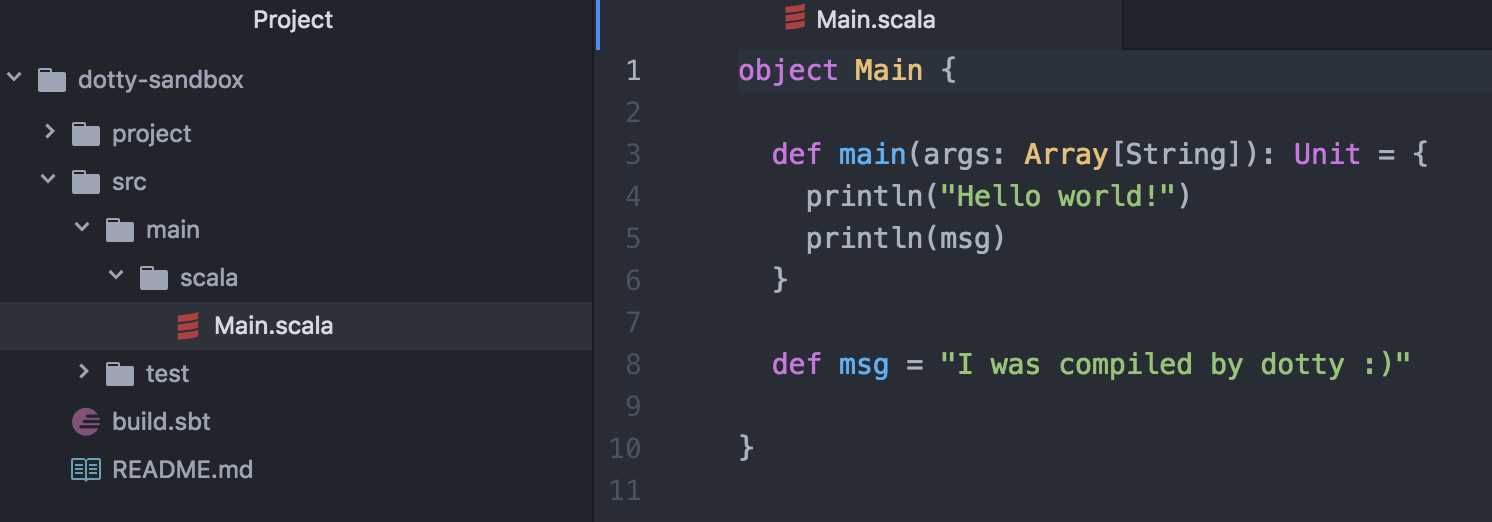 Project
dotty-sandbox
project
src
main
scala
Main.scala
test
build.sbt
README.md
Main.scala
1 object Main {
2
3   def main(args: Array[String]): Unit = {
4     println("Hello world!")
5     println(msg)
6   }
7
8   def msg = "I was compiled by dotty :)"
9
10 }
11